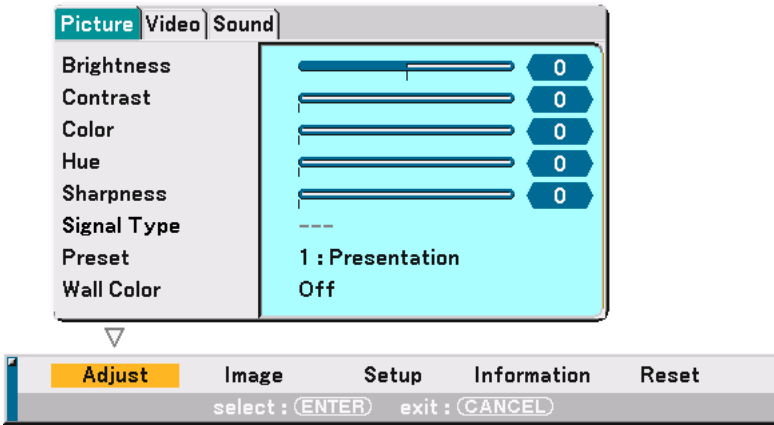 Picture Video Sound
Brightness 0
Contrast 0
Color 0
Hue 0
Sharpness 0
Signal Type ---
Preset 1 : Presentation
Wall Color Off
Adjust Image Setup Information Reset
select : ENTER exit : CANCEL